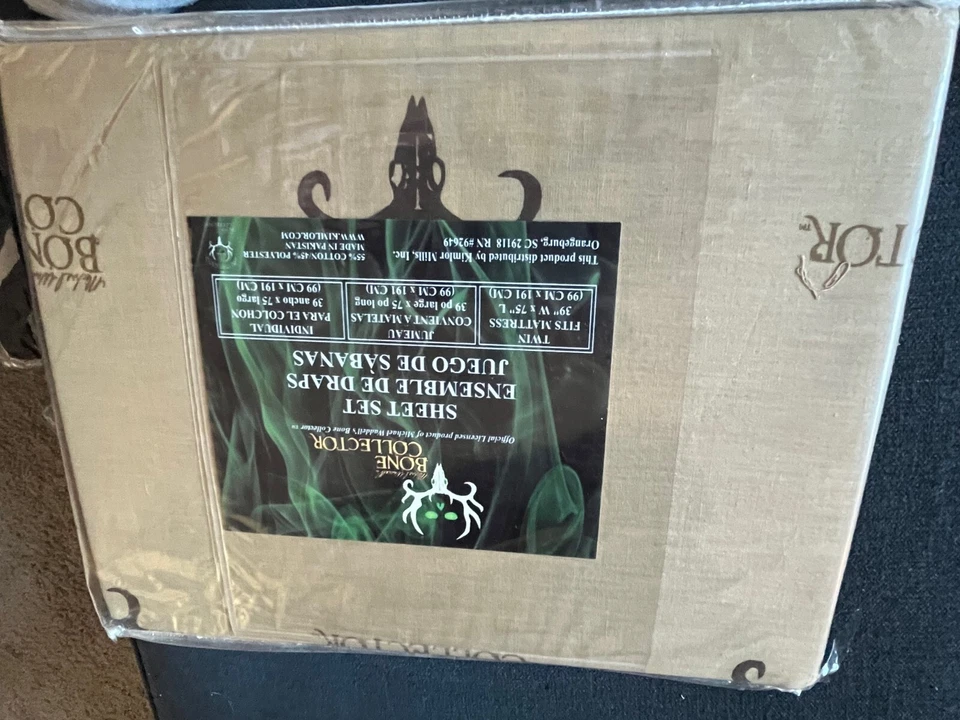 Michael Waddell's
BONE
COLLECTOR
Official Licensed product of Michael Waddell's Bone Collector TM
SHEET SET
ENSEMBLE DE DRAPS
JUEGO DE SÁBANAS
TWIN
FITS MATTRESS
39" W x 75" L
(99 CM x 191 CM)
JUMEAU
CONVIENT A MATELAS
39 po large x 75 po long
(99 CM x 191 CM)
INDIVIDUAL
PARA EL COLCHON
39 ancho x 75 largo
(99 CM x 191 CM)
This product distributed by Kimlor Mills, Inc.
Orangeburg, SC 29118 RN #92649
55% COTTON/45% POLYESTER
MADE IN PAKISTAN
WWW.KIMLOR.COM
BONE
CO
TOR™
COLLECTOR